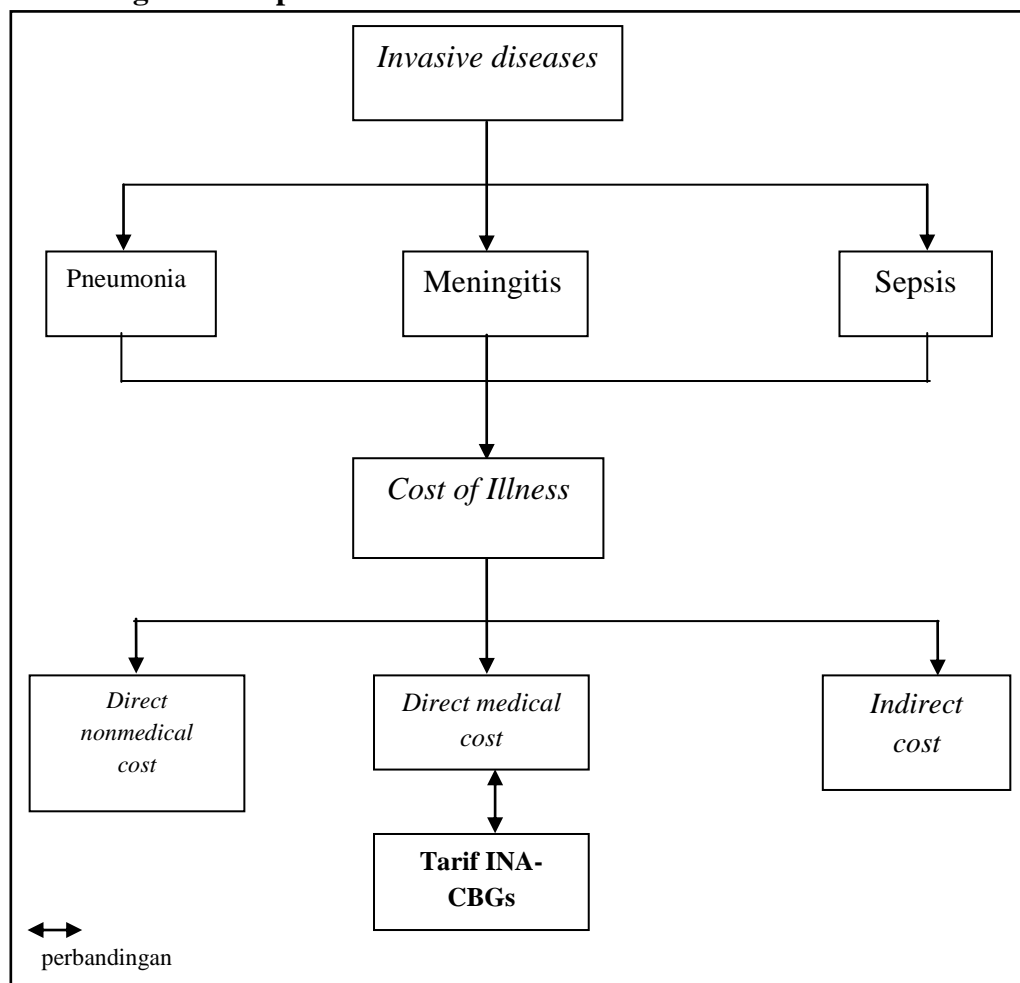 Invasive diseases
Pneumonia
Meningitis
Sepsis
Cost of Illness
Direct
nonmedical
cost
Direct medical
cost
Indirect
cost
Tarif INA-
CBGs
perbandingan